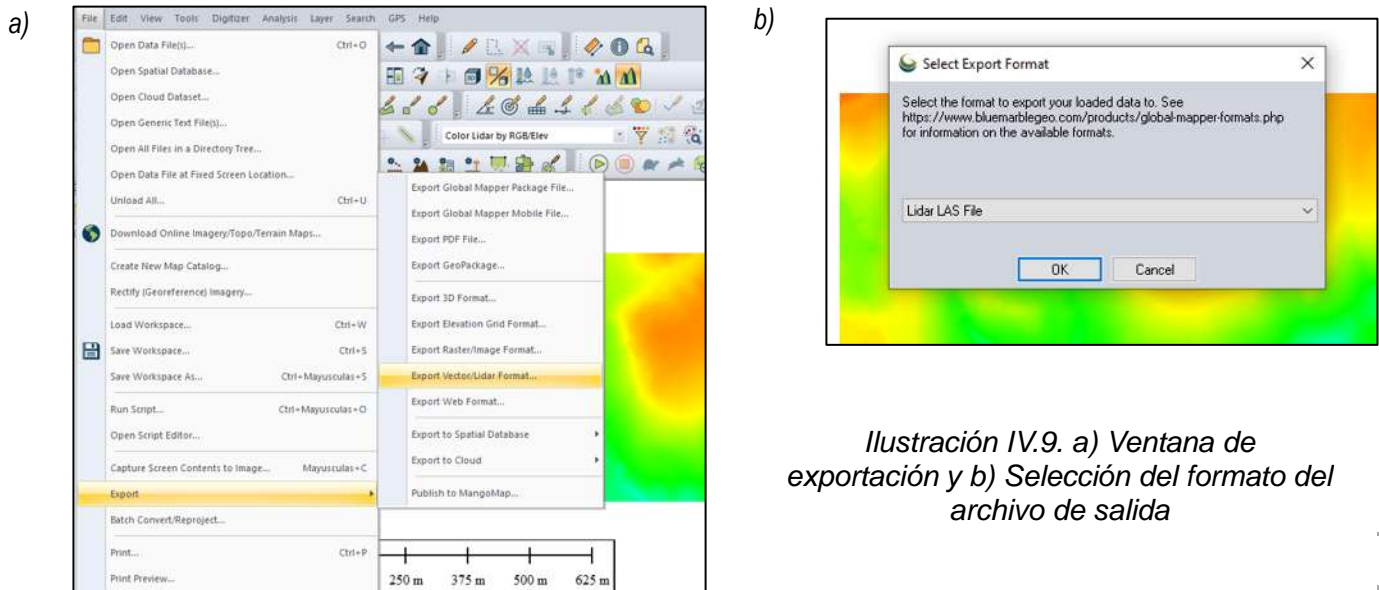 a)
File Edit View Tools Digitizer Analysis Layer Search GPS Help
Open Data File(s)... Ctrl+O
Open Spatial Database...
Open Cloud Dataset...
Open Generic Text File(s)...
Open All Files in a Directory Tree...
Open Data File at Fixed Screen Location...
Unload All... Ctrl+U
Download Online Imagery/Topo/Terrain Maps...
Create New Map Catalog...
Rectify (Georeference) Imagery...
Load Workspace... Ctrl+W
Save Workspace... Ctrl+S
Save Workspace As... Ctrl+Mayusculas+S
Run Script... Ctrl+Mayusculas+O
Open Script Editor...
Capture Screen Contents to Image... Mayusculas+C
Export
Batch Convert/Reproject...
Print... Ctrl+P
Print Preview...
Color Lidar by RGB/Elev
Export Global Mapper Package File...
Export Global Mapper Mobile File...
Export PDF File...
Export GeoPackage...
Export 3D Format...
Export Elevation Grid Format...
Export Raster/Image Format...
Export Vector/Lidar Format...
Export Web Format...
Export to Spatial Database
Export to Cloud
Publish to MangoMap...
250 m 375 m 500 m 625 m
b)
Select Export Format
Select the format to export your loaded data to. See
https://www.bluemarblegeo.com/products/global-mapper-formats.php
for information on the available formats.
Lidar LAS File
OK Cancel
Ilustración IV.9. a) Ventana de
exportación y b) Selección del formato del
archivo de salida